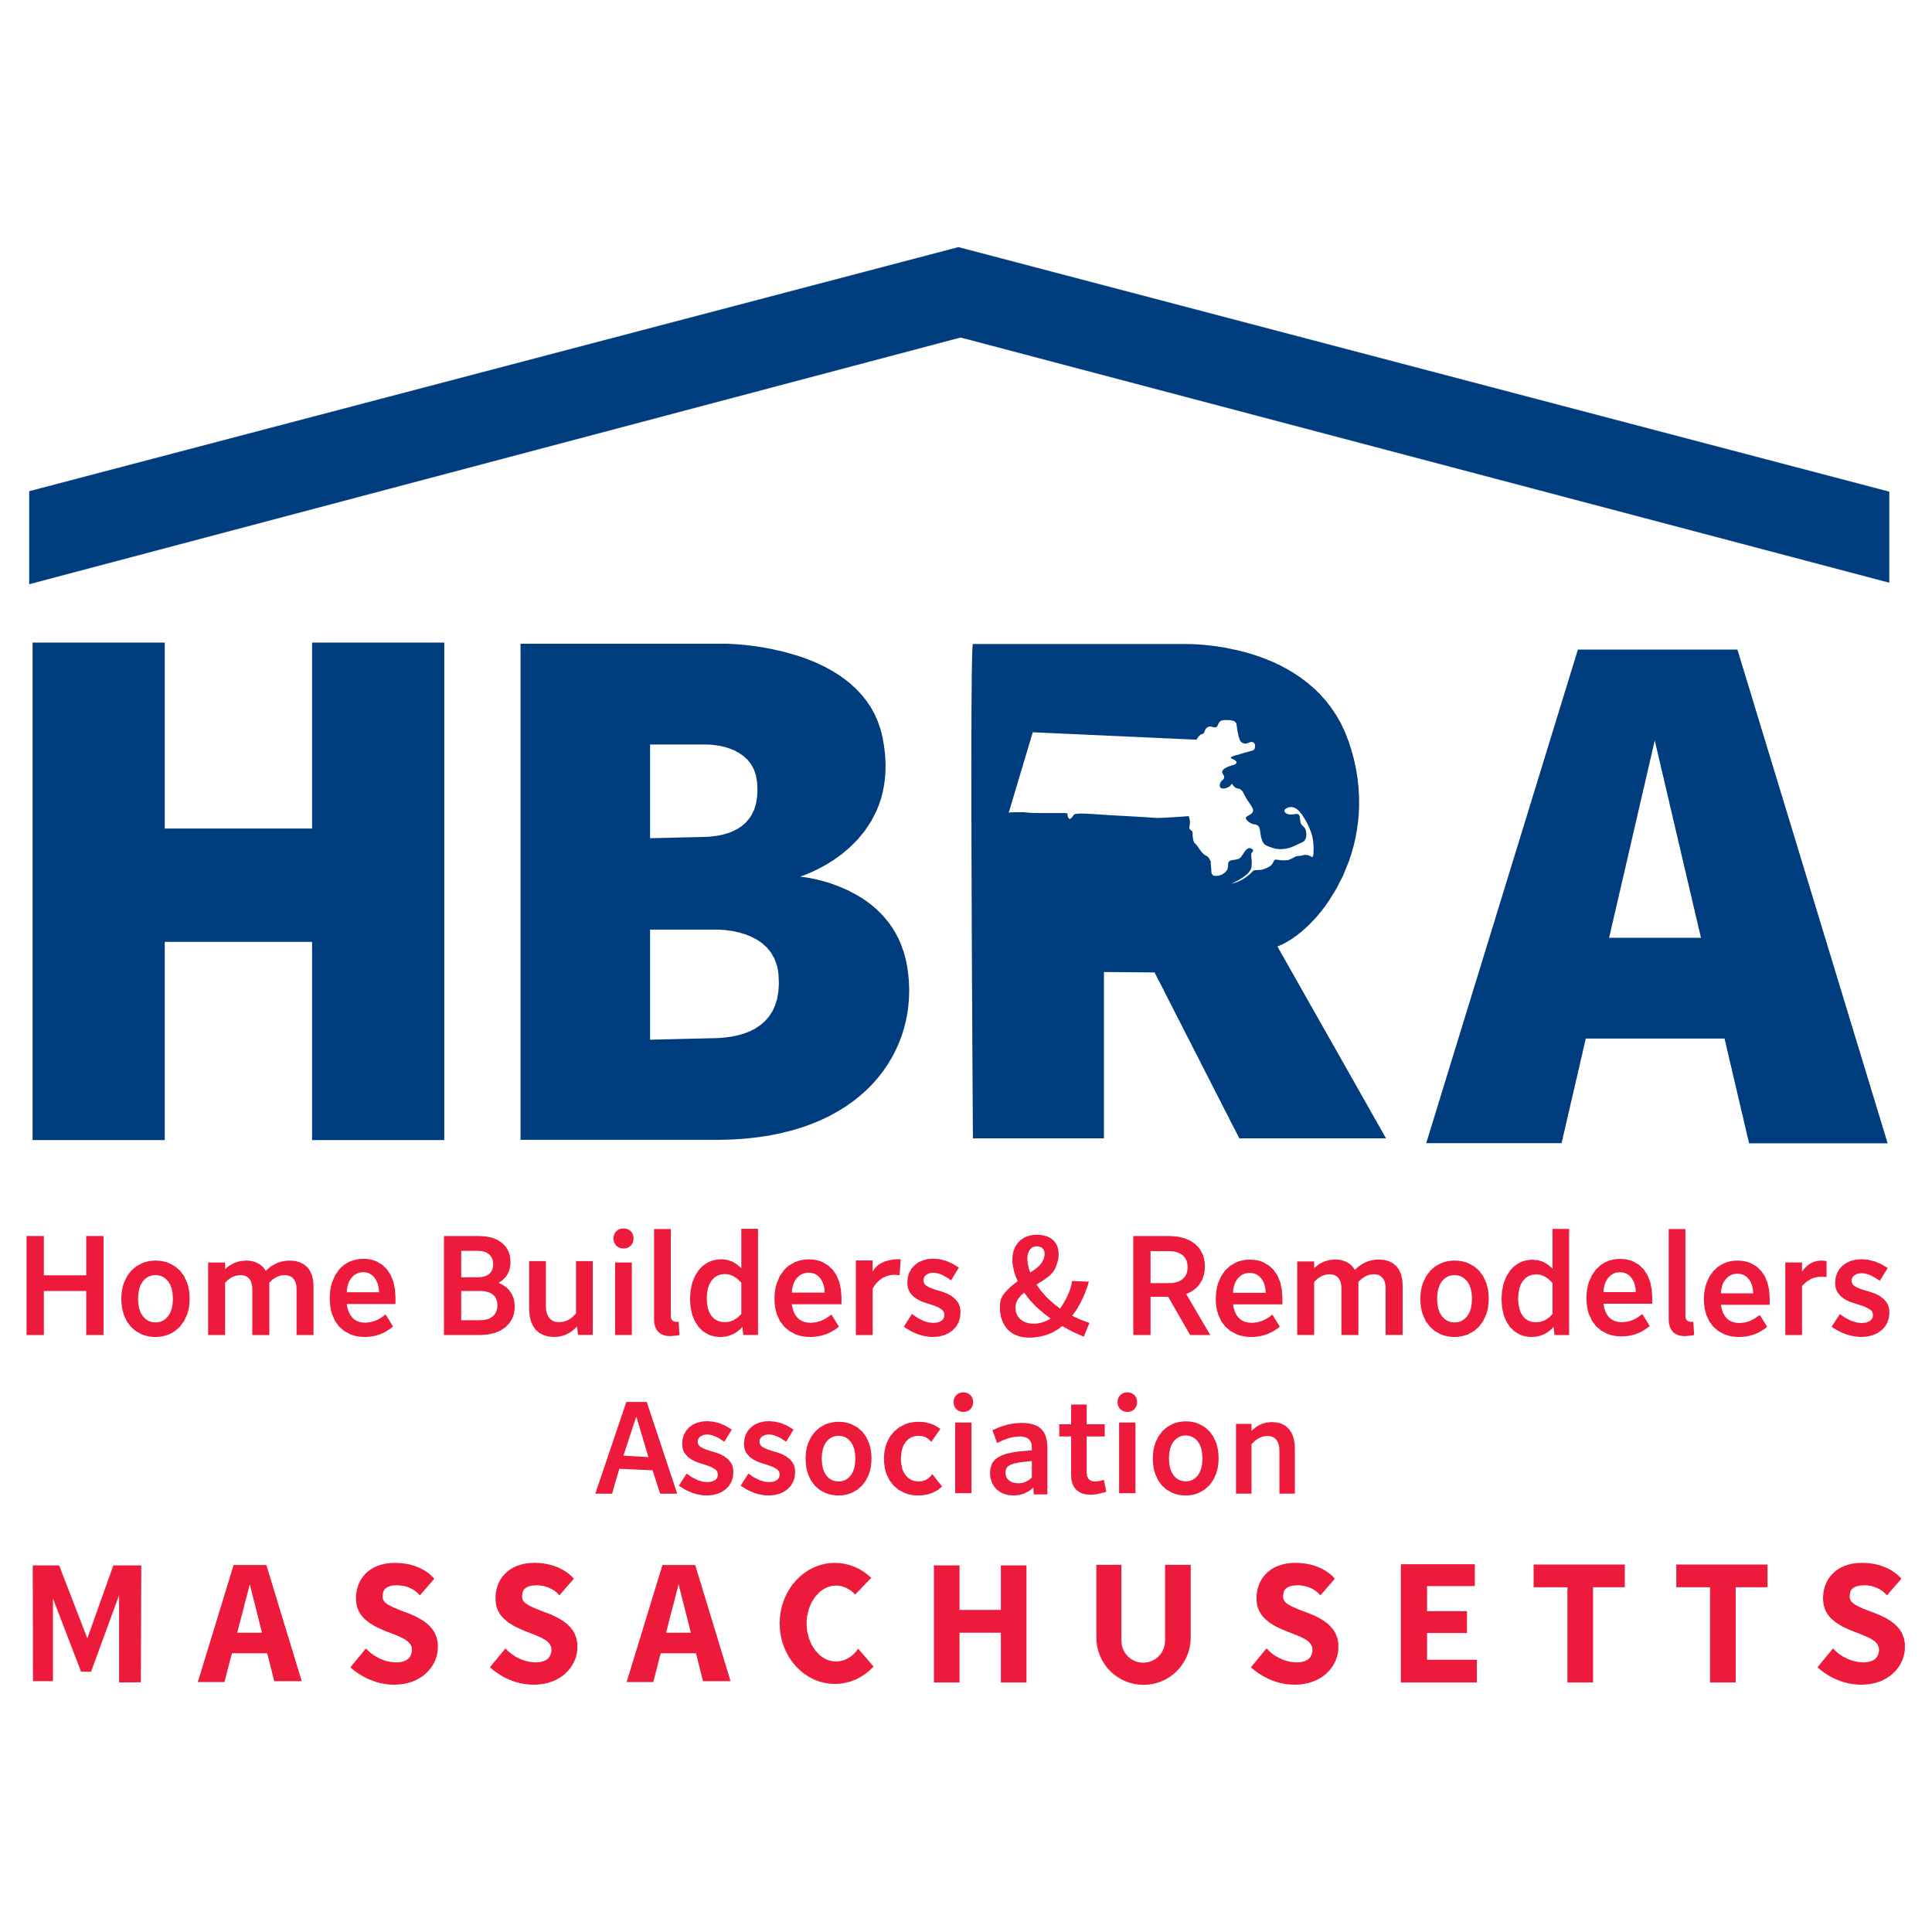 HBRA
Home Builders & Remodelers
Association
MASSACHUSETTS